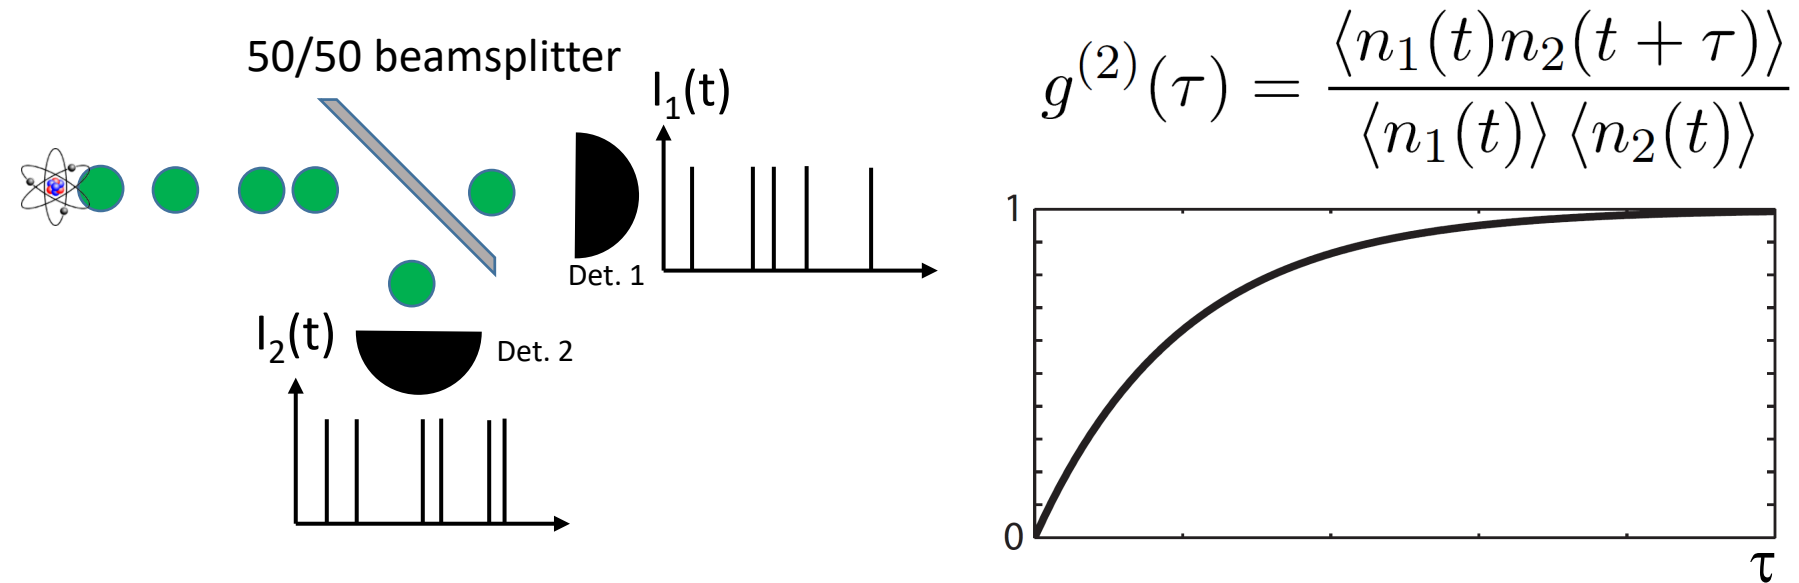 50/50 beamsplitter
I₁(t)
Det. 1
I₂(t)
Det. 2
g⁽²⁾(τ) = ⟨n₁(t)n₂(t + τ)⟩ / ⟨n₁(t)⟩ ⟨n₂(t)⟩
1
0
τ